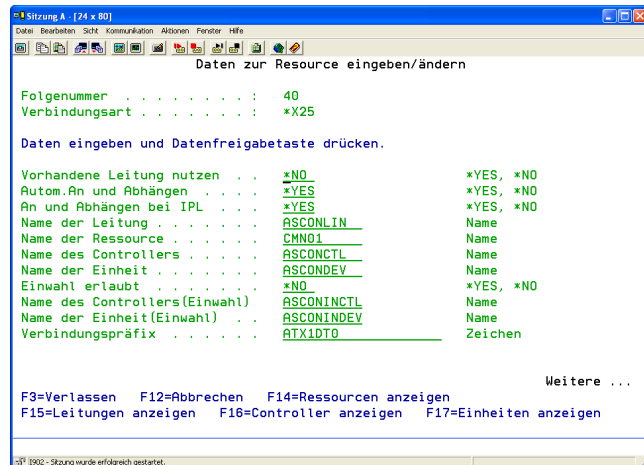 Sitzung A - [24 x 80]
Datei Bearbeiten Sicht Kommunikation Aktionen Fenster Hilfe
Daten zur Resource eingeben/ändern
Folgenummer . . . . . . . . : 40
Verbindungsart . . . . . . . : *X25
Daten eingeben und Datenfreigabetaste drücken.
Vorhandene Leitung nutzen . . *NO *YES, *NO
Autom.An und Abhängen . . . . *YES *YES, *NO
An und Abhängen bei IPL . . . *YES *YES, *NO
Name der Leitung . . . . . . . ASCONLIN Name
Name der Ressource . . . . . . CMN01 Name
Name des Controllers . . . . . ASCONCTL Name
Name der Einheit . . . . . . . ASCONDEV Name
Einwahl erlaubt . . . . . . . *NO *YES, *NO
Name des Controllers(Einwahl) ASCONINCTL Name
Name der Einheit(Einwahl) . . ASCONINDEV Name
Verbindungspräfix . . . . . . ATX1DT0 Zeichen
Weitere ...
F3=Verlassen F12=Abbrechen F14=Ressourcen anzeigen
F15=Leitungen anzeigen F16=Controller anzeigen F17=Einheiten anzeigen
I902 - Sitzung wurde erfolgreich gestartet.